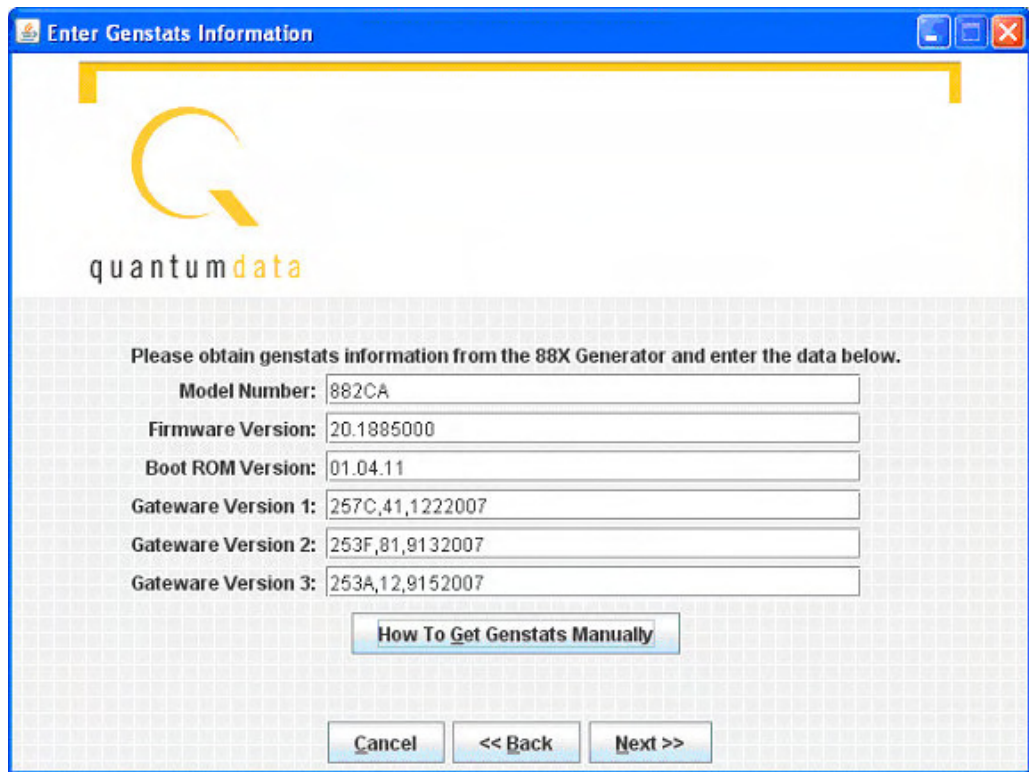 Enter Genstats Information
quantumdata
Please obtain genstats information from the 88X Generator and enter the data below.
Model Number: 882CA
Firmware Version: 20.1885000
Boot ROM Version: 01.04.11
Gateware Version 1: 257C,41,1222007
Gateware Version 2: 253F,81,9132007
Gateware Version 3: 253A,12,9152007
How To Get Genstats Manually
Cancel << Back Next >>